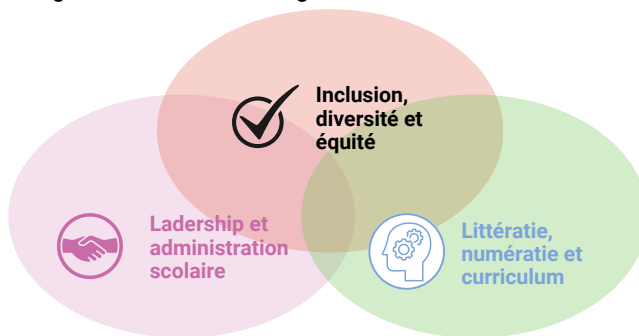 Inclusion,
diversité et
équité
Ladership et
administration
scolaire
Littératie,
numératie et
curriculum